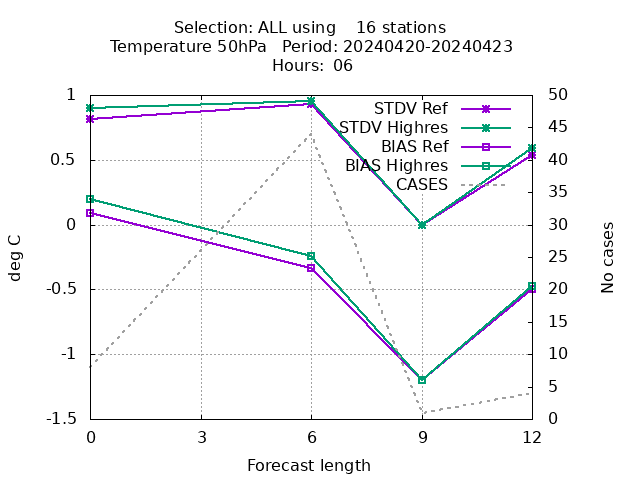 Selection: ALL using    16 stations
Temperature 50hPa   Period: 20240420-20240423
Hours:  06
1
0.5
0
-0.5
-1
-1.5
deg C
50
45
40
35
30
25
20
15
10
5
0
No cases
STDV Ref
STDV Highres
BIAS Ref
BIAS Highres
CASES
0 3 6 9 12
Forecast length